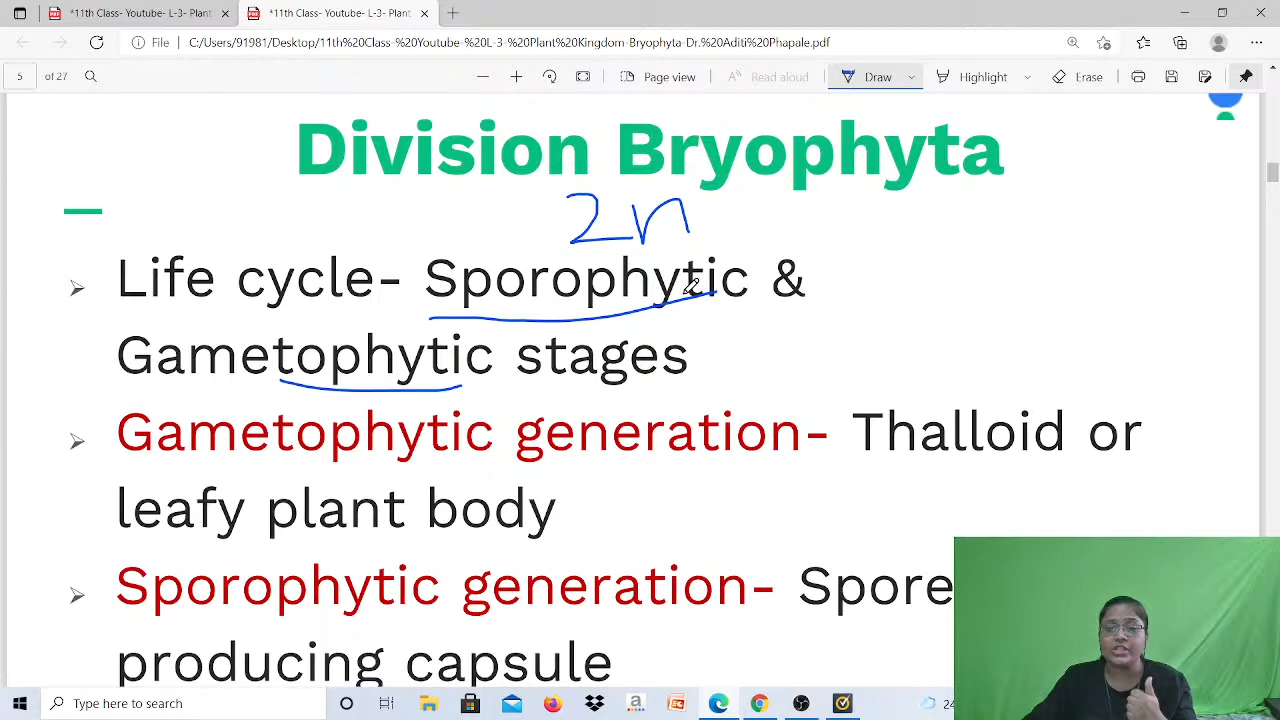 *11th Class- Youtube- L-3- Plant
*11th Class- Youtube- L-3- Plant
File
C:/Users/91981/Desktop/11th%20Class-%20Youtube%20L-3%20Plant%20Kingdom-Bryophyta-Dr.%20Aditi%20Phapale.pdf
5 of 27
Page view
Read aloud
Draw
Highlight
Erase
Division Bryophyta
2n
Life cycle- Sporophytic &
Gametophytic stages
Gametophytic generation- Thalloid or
leafy plant body
Sporophytic generation- Spore
producing capsule
Type here to search